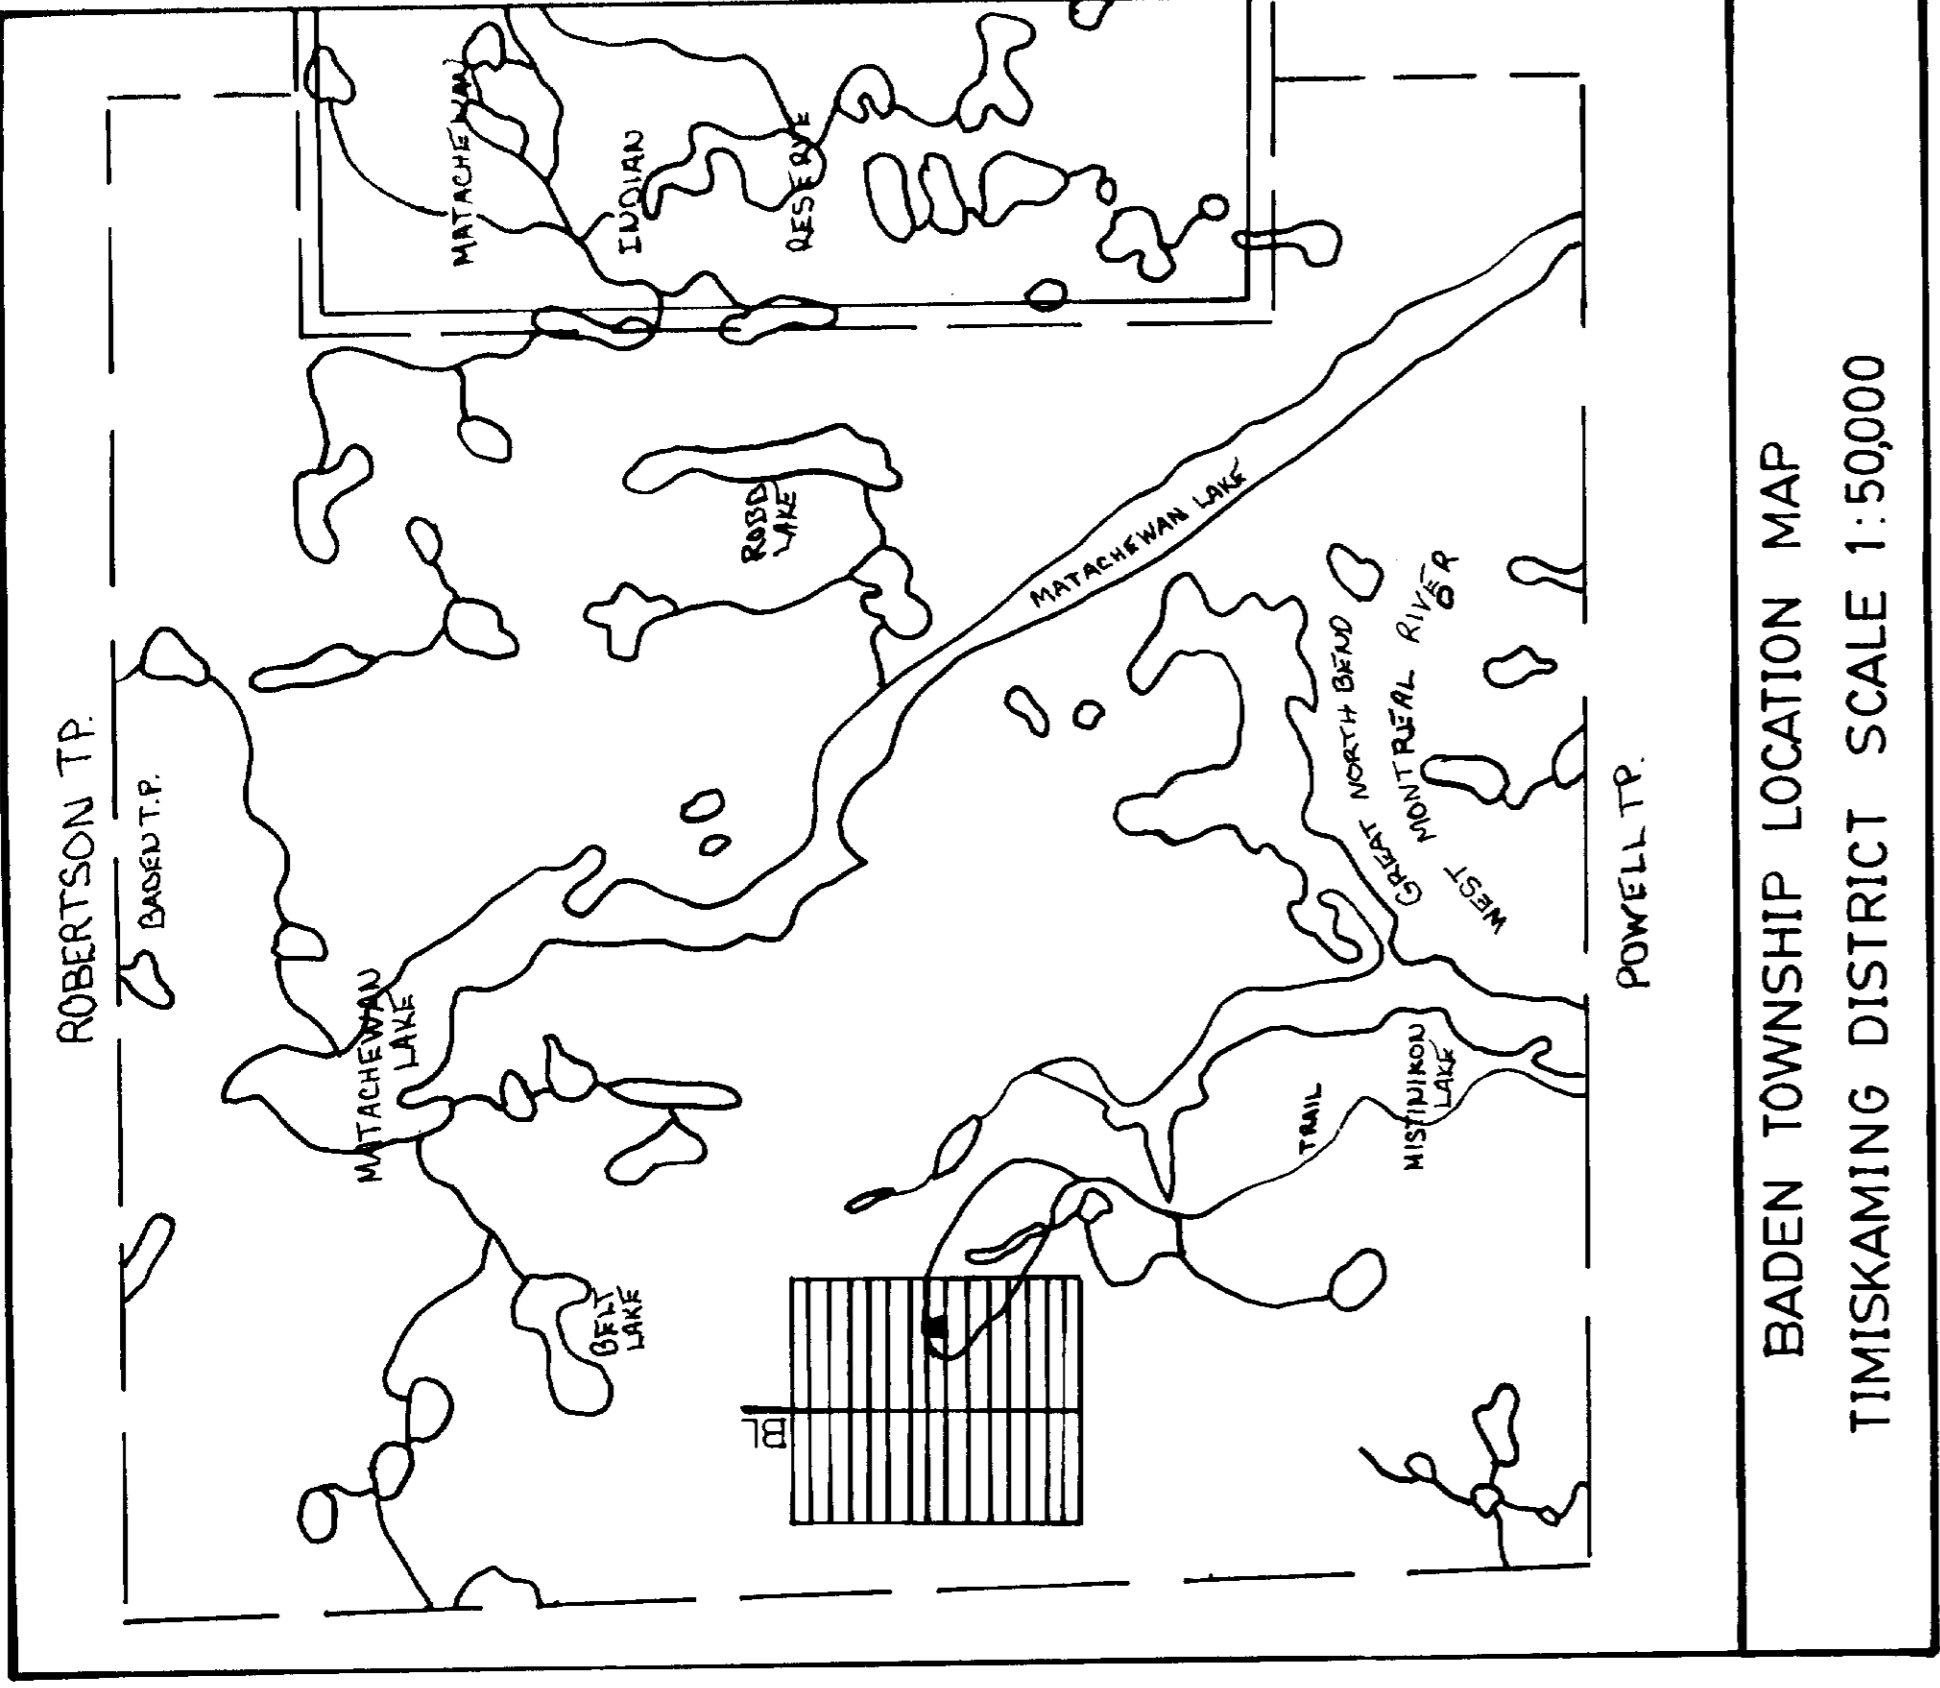 ROBERTSON TP.
BADEN T.P.
MATACHEWAN
INDIAN
RESERVE
MATACHEWAN
LAKE
ROBB
LAKE
MATACHEWAN LAKE
BELT
LAKE
BL
GREAT NORTH BEND
WEST MONTREAL RIVER
TRAIL
MISTINIKON
LAKE
POWELL TP.
BADEN TOWNSHIP LOCATION MAP
TIMISKAMING DISTRICT SCALE 1:50,000